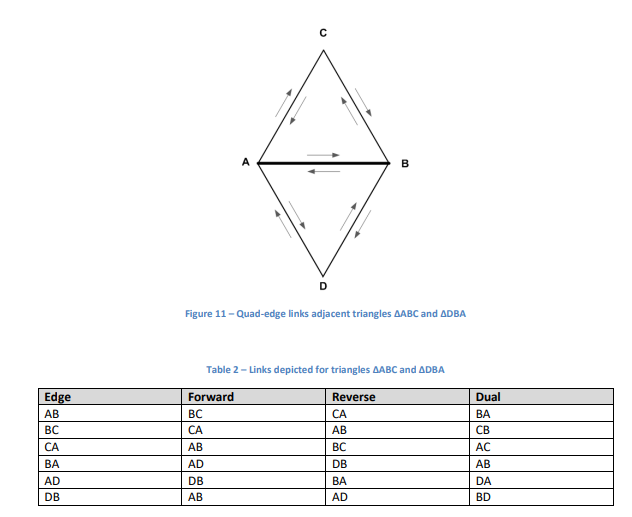 C
A
B
D
Figure 11 – Quad-edge links adjacent triangles ΔABC and ΔDBA
Table 2 – Links depicted for triangles ΔABC and ΔDBA
Edge Forward Reverse Dual
AB BC CA BA
BC CA AB CB
CA AB BC AC
BA AD DB AB
AD DB BA DA
DB AB AD BD